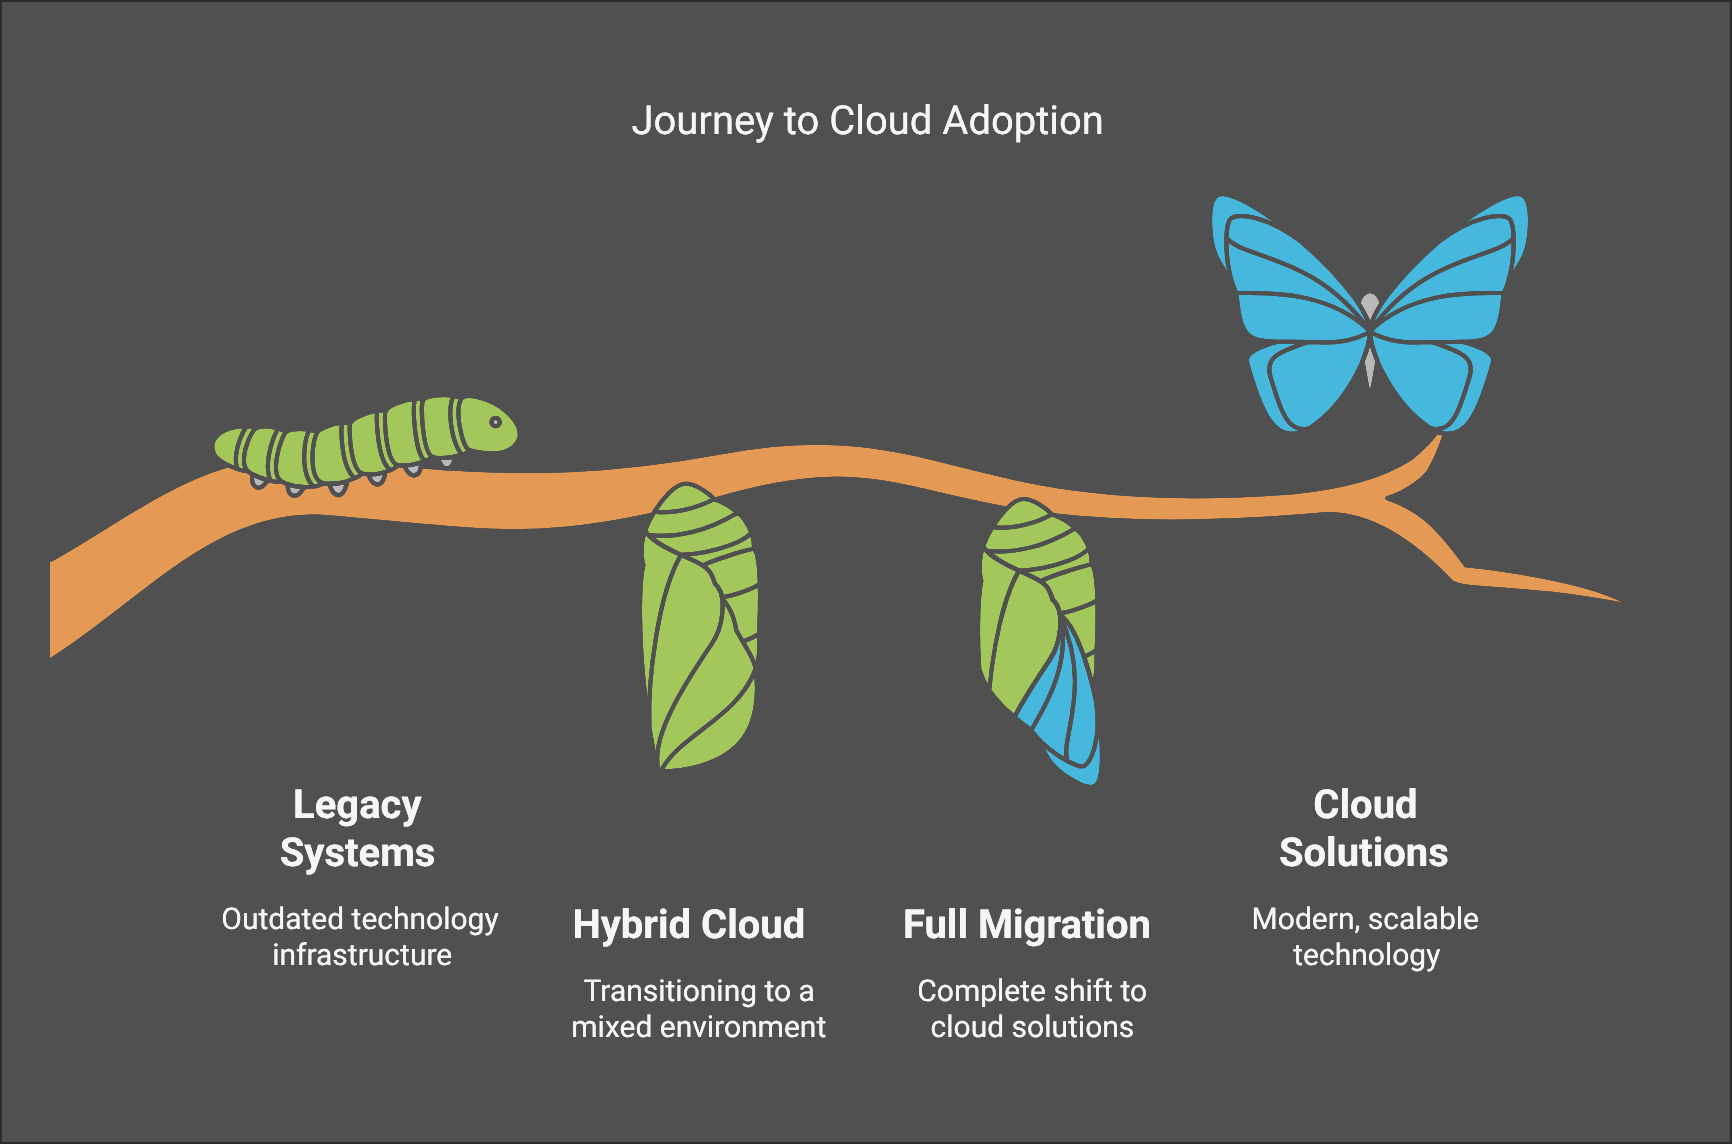 Journey to Cloud Adoption
Legacy
Systems
Outdated technology
infrastructure
Hybrid Cloud
Transitioning to a
mixed environment
Full Migration
Complete shift to
cloud solutions
Cloud
Solutions
Modern, scalable
technology